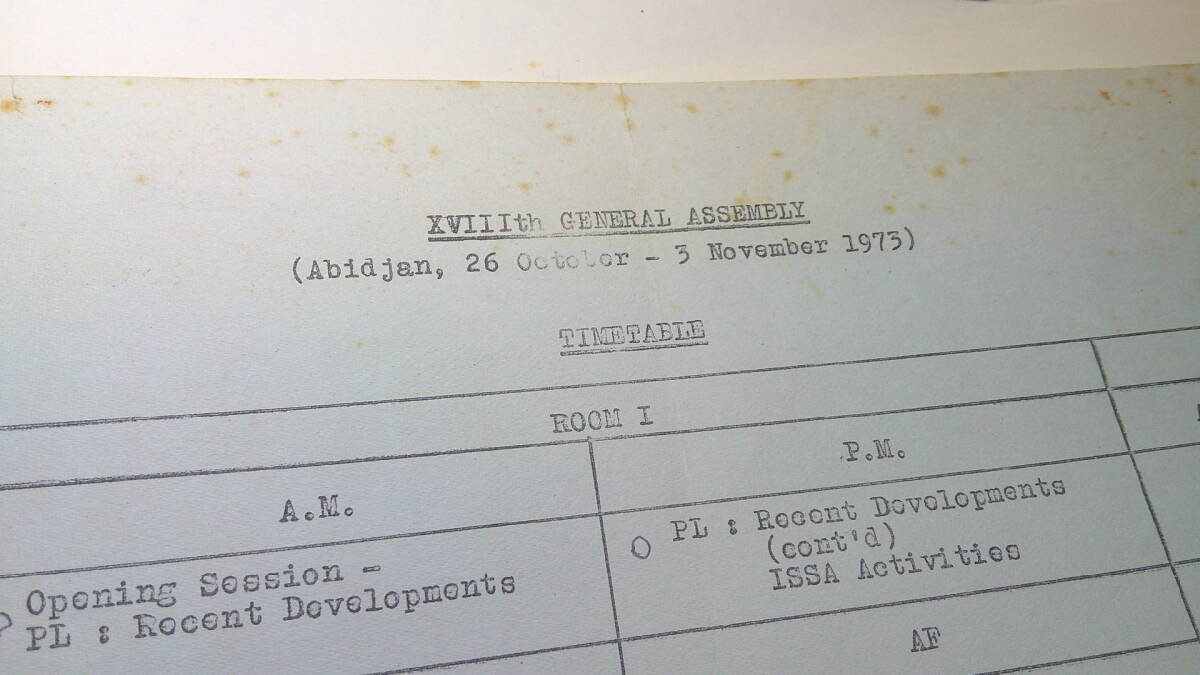 XVIIIth GENERAL ASSEMBLY
(Abidjan, 26 October - 3 November 1973)
TIMETABLE
ROOM I
A.M.
P.M.
Opening Session -
PL : Recent Developments
PL : Recent Developments
(cont'd)
ISSA Activities
AF